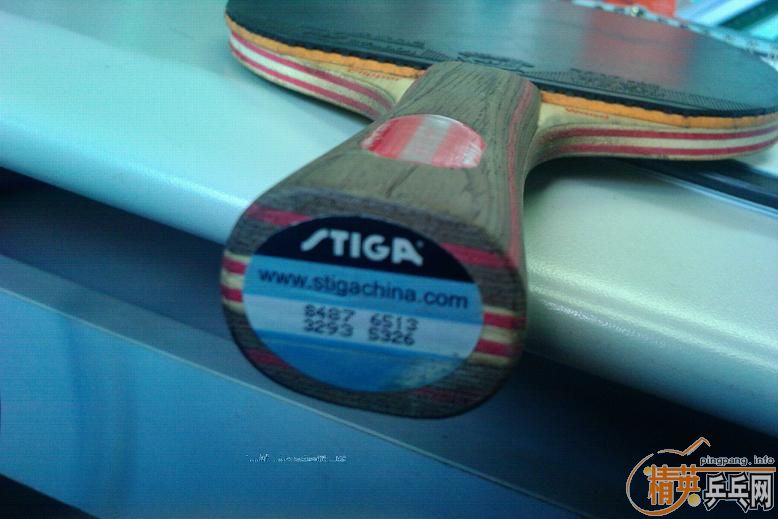 STIGA
www.stigachina.com
8487 6513
3293 5326
pingpang.info
精英乒乓网